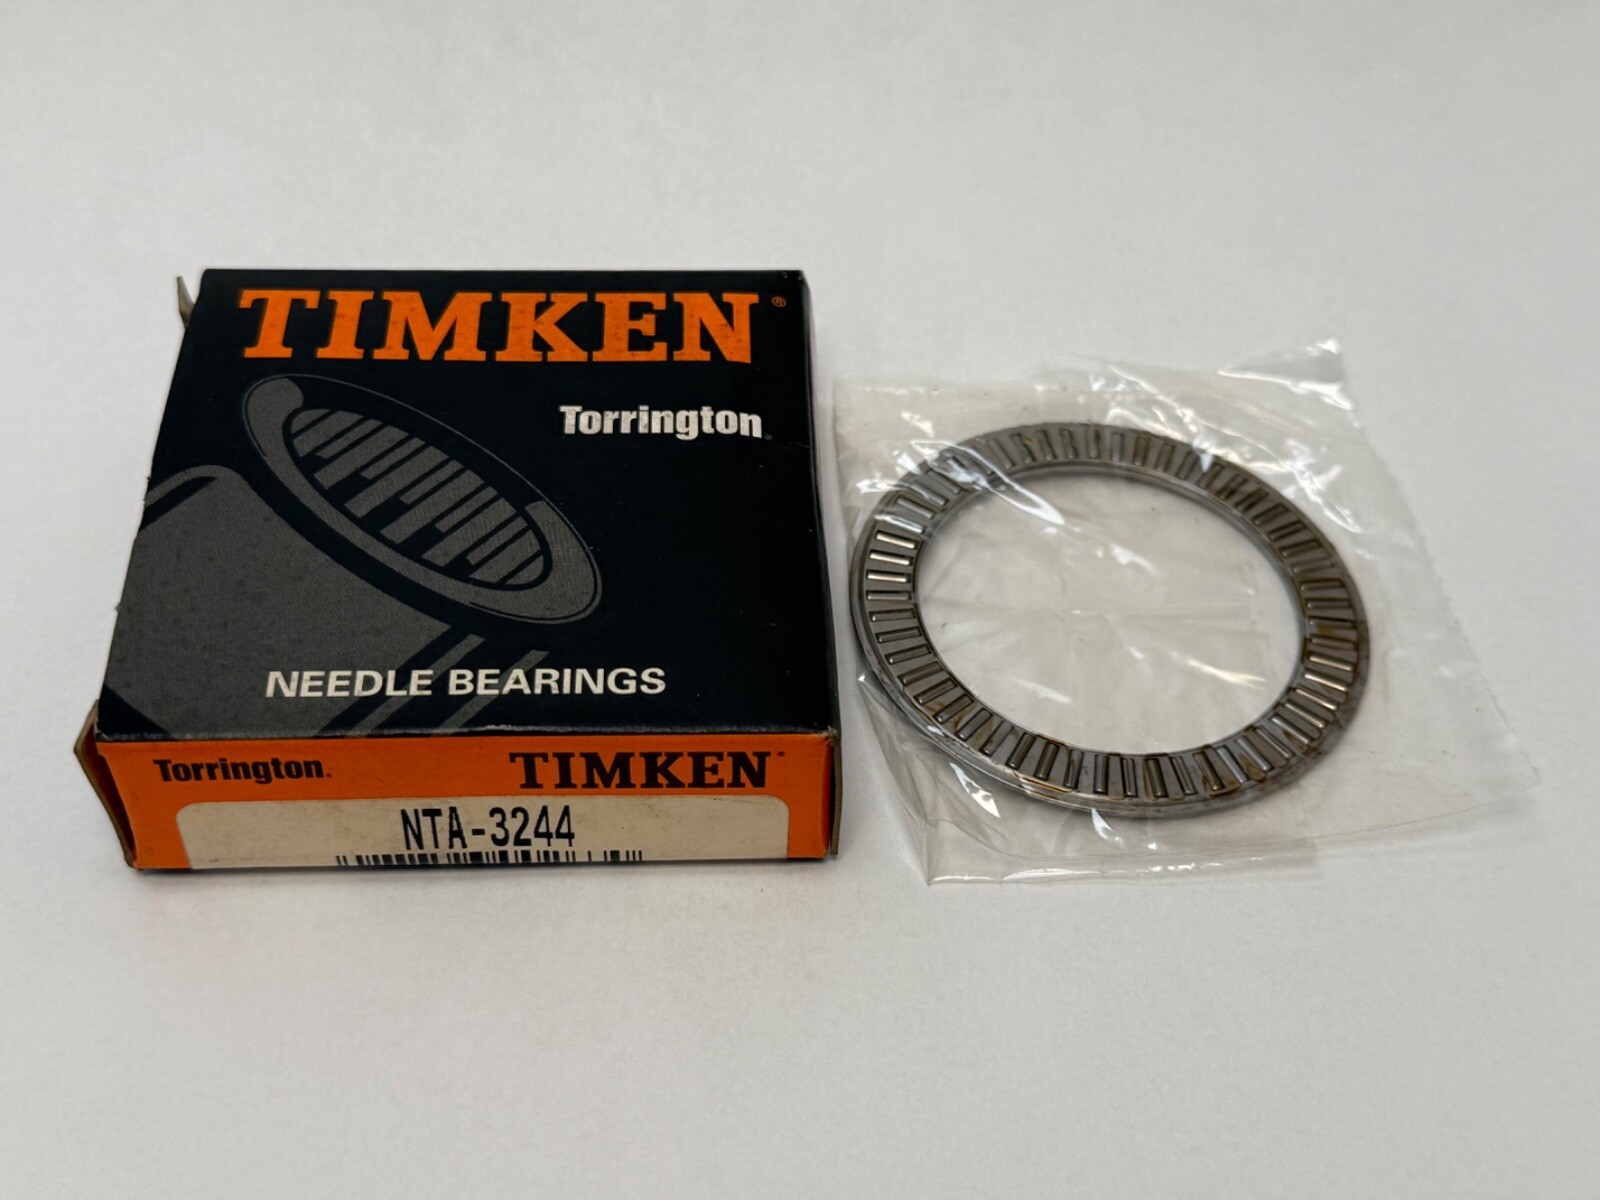 TIMKEN®
Torrington®
NEEDLE BEARINGS
Torrington® TIMKEN®
NTA-3244